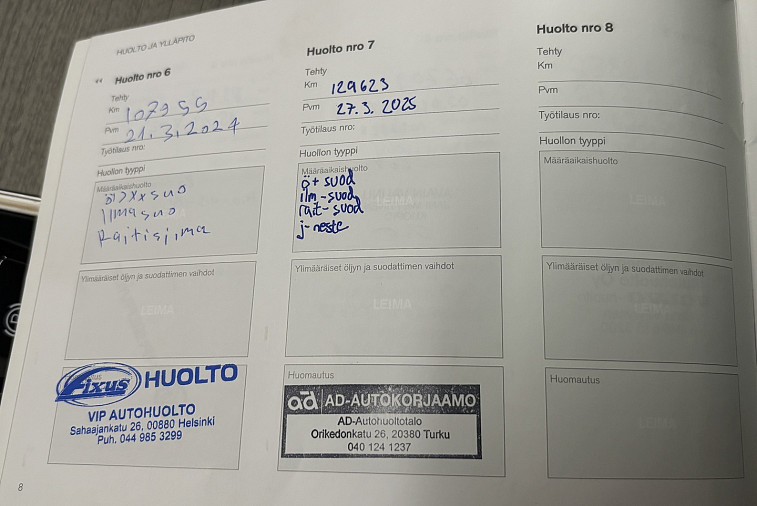 HUOLTO JA YLLÄPITO
Huolto nro 6
Tehty
Km 107955
Pvm 21.3.2024
Työtilaus nro:
Huollon tyyppi
Määräaikaishuolto
LEIMA
ilmasuo
Raitisilma
Ylimääräiset öljyn ja suodattimen vaihdot
LEIMA
Fixus HUOLTO
VIP AUTOHUOLTO
Sahaajankatu 26, 00880 Helsinki
Puh. 044 985 3299
8
Huolto nro 7
Tehty
Km 129623
Pvm 27.3.2025
Työtilaus nro:
Huollon tyyppi
Määräaikaishuolto
LEIMA
ö+ suod
ilm-suod
rait-suod
j-neste
Ylimääräiset öljyn ja suodattimen vaihdot
LEIMA
Huomautus
ad AD-AUTOKORJAAMO
AD-Autohuoltotalo
Orikedonkatu 26, 20380 Turku
040 124 1237
Huolto nro 8
Tehty
Km
Pvm
Työtilaus nro:
Huollon tyyppi
Määräaikaishuolto
LEIMA
Ylimääräiset öljyn ja suodattimen vaihdot
LEIMA
Huomautus